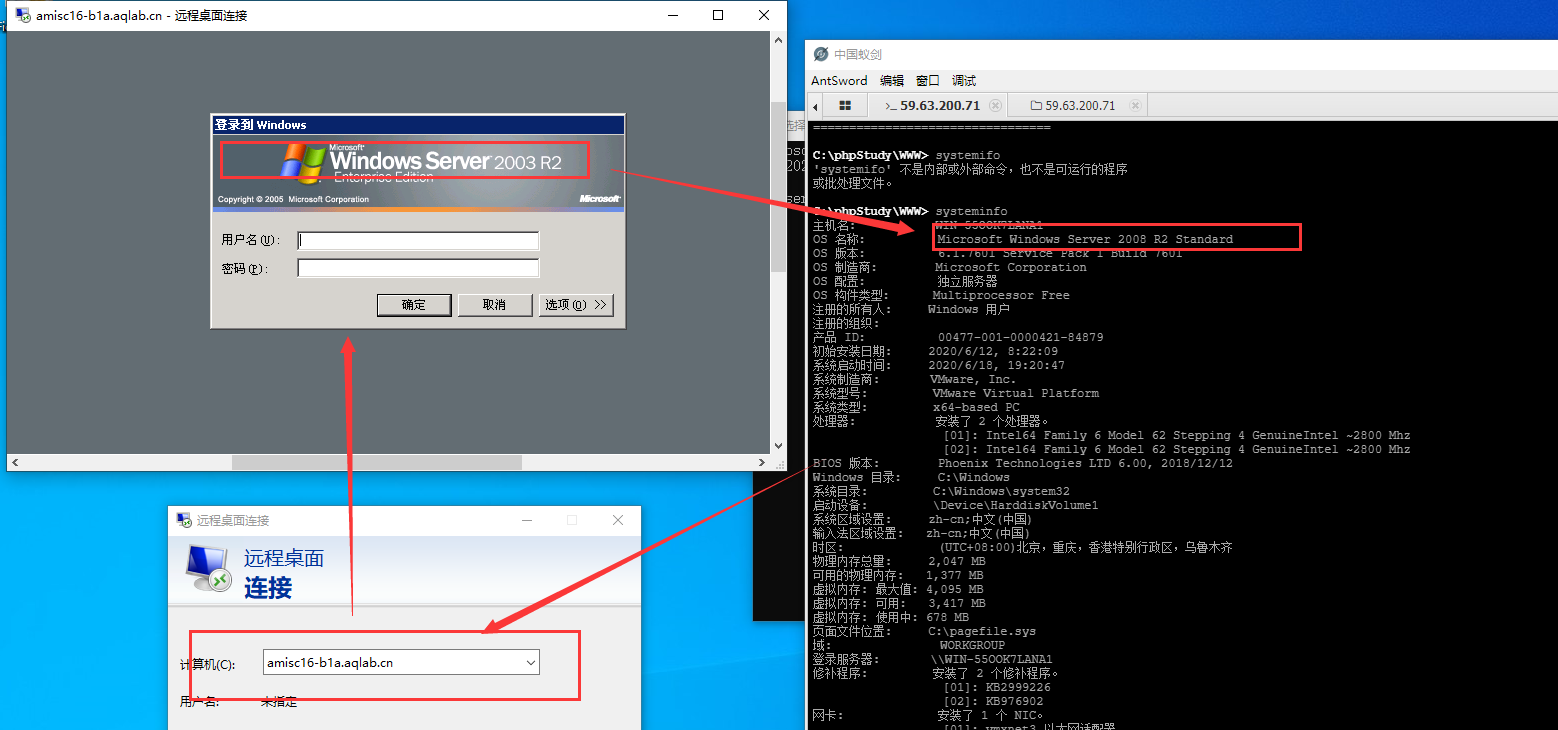 amisc16-b1a.aqlab.cn - 远程桌面连接
登录到 Windows
Microsoft
Windows Server 2003 R2
Enterprise Edition
Copyright © 2005 Microsoft Corporation
Microsoft
用户名(U):
密码(P):
确定
取消
选项(O) >>
远程桌面连接
远程桌面
连接
计算机(C):
amisc16-b1a.aqlab.cn
用户名:
未指定
中国蚁剑
AntSword 编辑 窗口 调试
>_ 59.63.200.71
59.63.200.71
==================================
C:\phpStudy\WWW> systemifo
'systemifo' 不是内部或外部命令，也不是可运行的程序
或批处理文件。
C:\phpStudy\WWW> systeminfo
主机名: WIN-55OOK7LANA1
OS 名称: Microsoft Windows Server 2008 R2 Standard
OS 版本: 6.1.7601 Service Pack 1 Build 7601
OS 制造商: Microsoft Corporation
OS 配置: 独立服务器
OS 构件类型: Multiprocessor Free
注册的所有人: Windows 用户
注册的组织:
产品 ID: 00477-001-0000421-84879
初始安装日期: 2020/6/12, 8:22:09
系统启动时间: 2020/6/18, 19:20:47
系统制造商: VMware, Inc.
系统型号: VMware Virtual Platform
系统类型: x64-based PC
处理器: 安装了 2 个处理器。
[01]: Intel64 Family 6 Model 62 Stepping 4 GenuineIntel ~2800 Mhz
[02]: Intel64 Family 6 Model 62 Stepping 4 GenuineIntel ~2800 Mhz
BIOS 版本: Phoenix Technologies LTD 6.00, 2018/12/12
Windows 目录: C:\Windows
系统目录: C:\Windows\system32
启动设备: \Device\HarddiskVolume1
系统区域设置: zh-cn;中文(中国)
输入法区域设置: zh-cn;中文(中国)
时区: (UTC+08:00)北京，重庆，香港特别行政区，乌鲁木齐
物理内存总量: 2,047 MB
可用的物理内存: 1,377 MB
虚拟内存: 最大值: 4,095 MB
虚拟内存: 可用: 3,417 MB
虚拟内存: 使用中: 678 MB
页面文件位置: C:\pagefile.sys
域: WORKGROUP
登录服务器: \\WIN-55OOK7LANA1
修补程序: 安装了 2 个修补程序。
[01]: KB2999226
[02]: KB976902
网卡: 安装了 1 个 NIC。
[01]: vmxnet3 以太网适配器